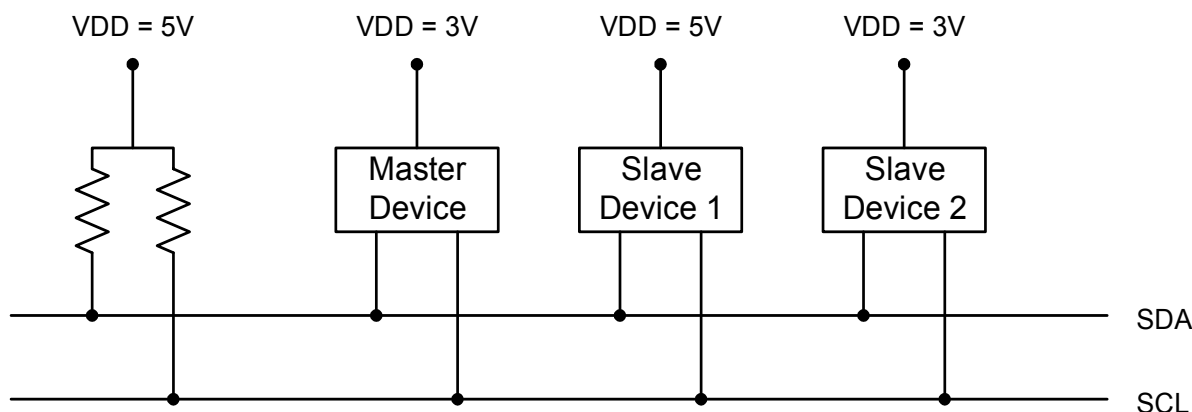 VDD = 5V
VDD = 3V
VDD = 5V
VDD = 3V
Master
Device
Slave
Device 1
Slave
Device 2
SDA
SCL